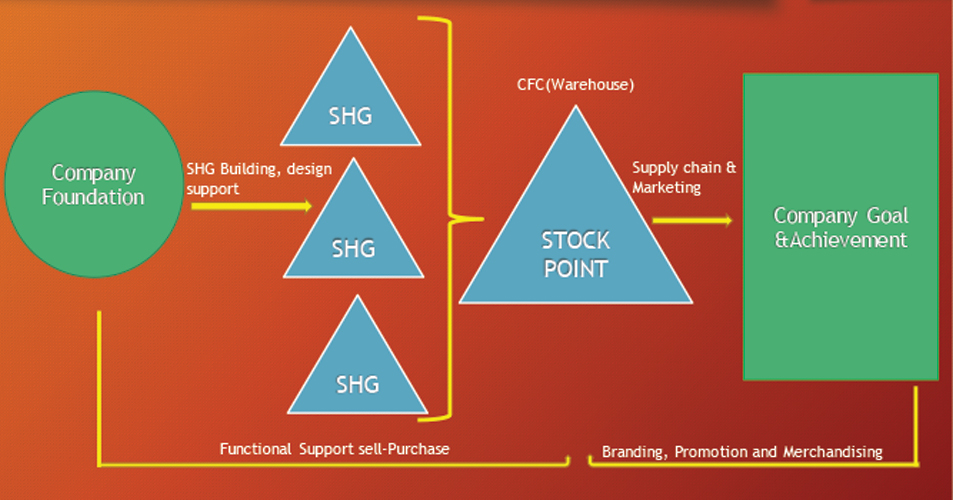 Company
Foundation
SHG Building, design
support
SHG
SHG
SHG
CFC(Warehouse)
STOCK
POINT
Supply chain &
Marketing
Company Goal
&Achievement
Functional Support sell-Purchase
Branding, Promotion and Merchandising